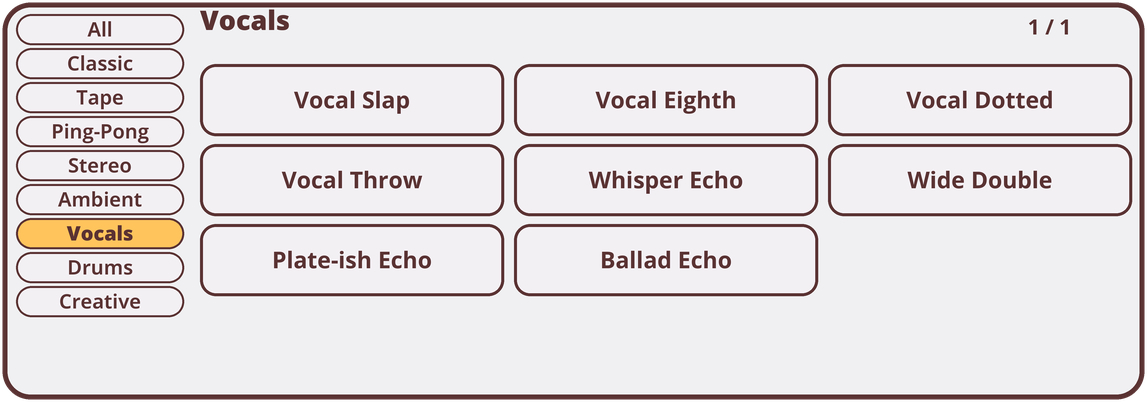 All
Classic
Tape
Ping-Pong
Stereo
Ambient
Vocals
Drums
Creative
Vocals
1 / 1
Vocal Slap
Vocal Eighth
Vocal Dotted
Vocal Throw
Whisper Echo
Wide Double
Plate-ish Echo
Ballad Echo